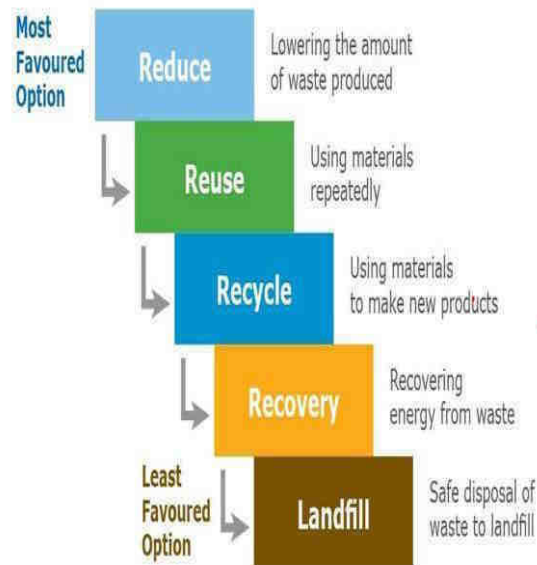 Most
Favoured
Option
Reduce
Lowering the amount
of waste produced
Reuse
Using materials
repeatedly
Recycle
Using materials
to make new products
Recovery
Recovering
energy from waste
Least
Favoured
Option
Landfill
Safe disposal of
waste to landfill